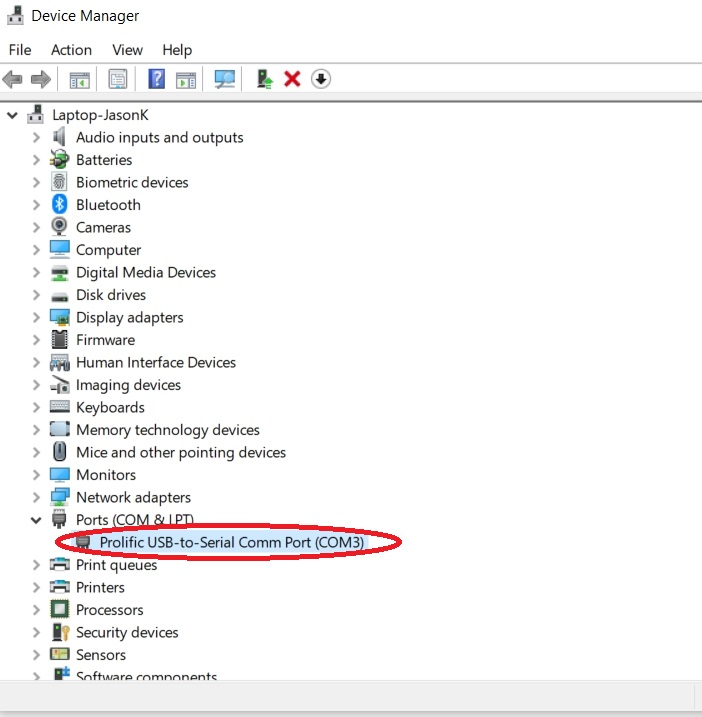 Device Manager
File Action View Help
Laptop-JasonK
Audio inputs and outputs
Batteries
Biometric devices
Bluetooth
Cameras
Computer
Digital Media Devices
Disk drives
Display adapters
Firmware
Human Interface Devices
Imaging devices
Keyboards
Memory technology devices
Mice and other pointing devices
Monitors
Network adapters
Ports (COM & LPT)
Prolific USB-to-Serial Comm Port (COM3)
Print queues
Printers
Processors
Security devices
Sensors
Software components